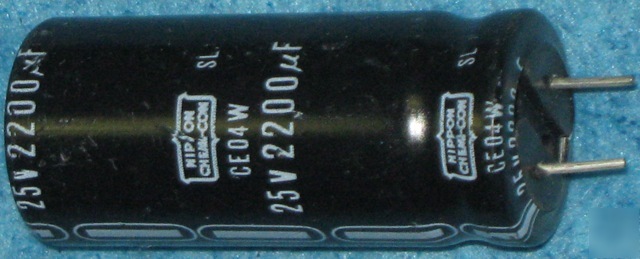 25V 2200μF
SL
NIPPON
CHEMI-CON
CE04W
25V 2200μF
SL
NIPPON
CHEMI-CON
CE04W